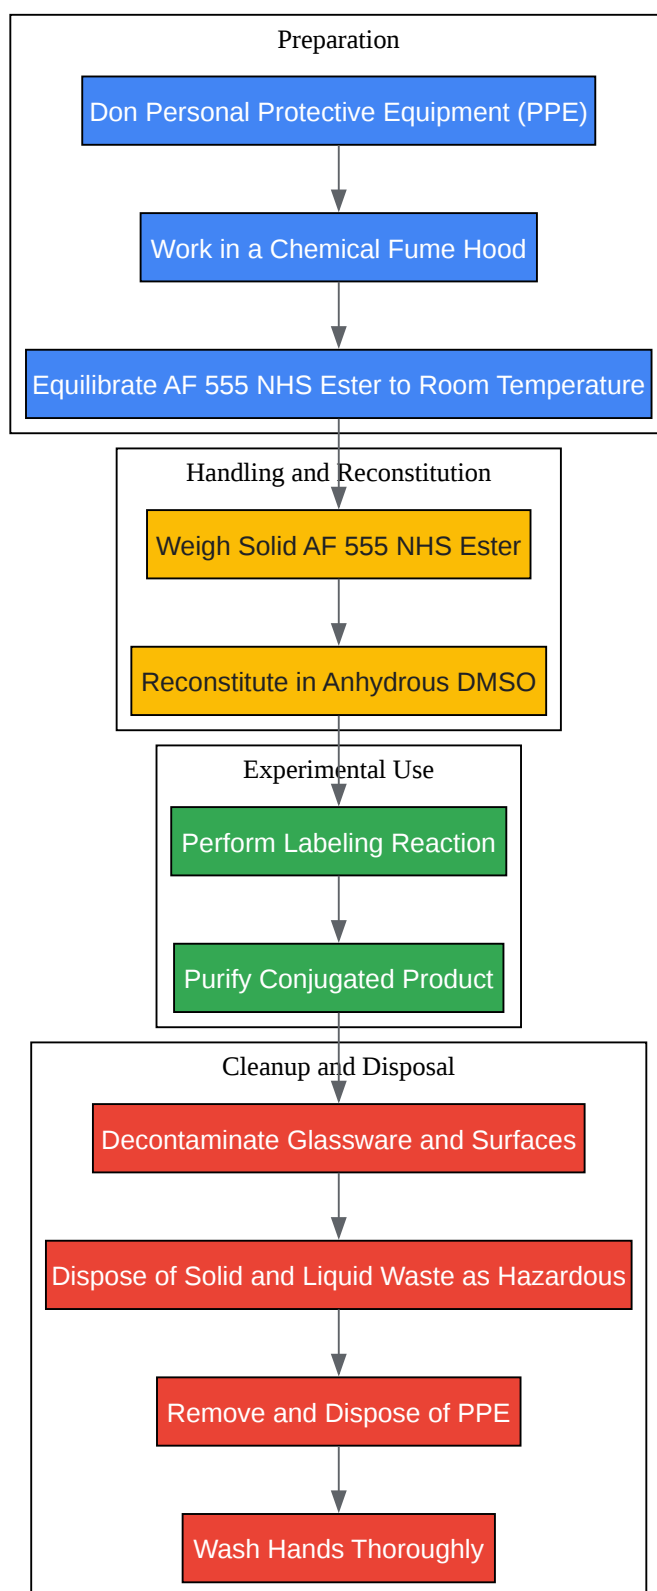 Preparation
Don Personal Protective Equipment (PPE)
Work in a Chemical Fume Hood
Equilibrate AF 555 NHS Ester to Room Temperature
Handling and Reconstitution
Weigh Solid AF 555 NHS Ester
Reconstitute in Anhydrous DMSO
Experimental Use
Perform Labeling Reaction
Purify Conjugated Product
Cleanup and Disposal
Decontaminate Glassware and Surfaces
Dispose of Solid and Liquid Waste as Hazardous
Remove and Dispose of PPE
Wash Hands Thoroughly